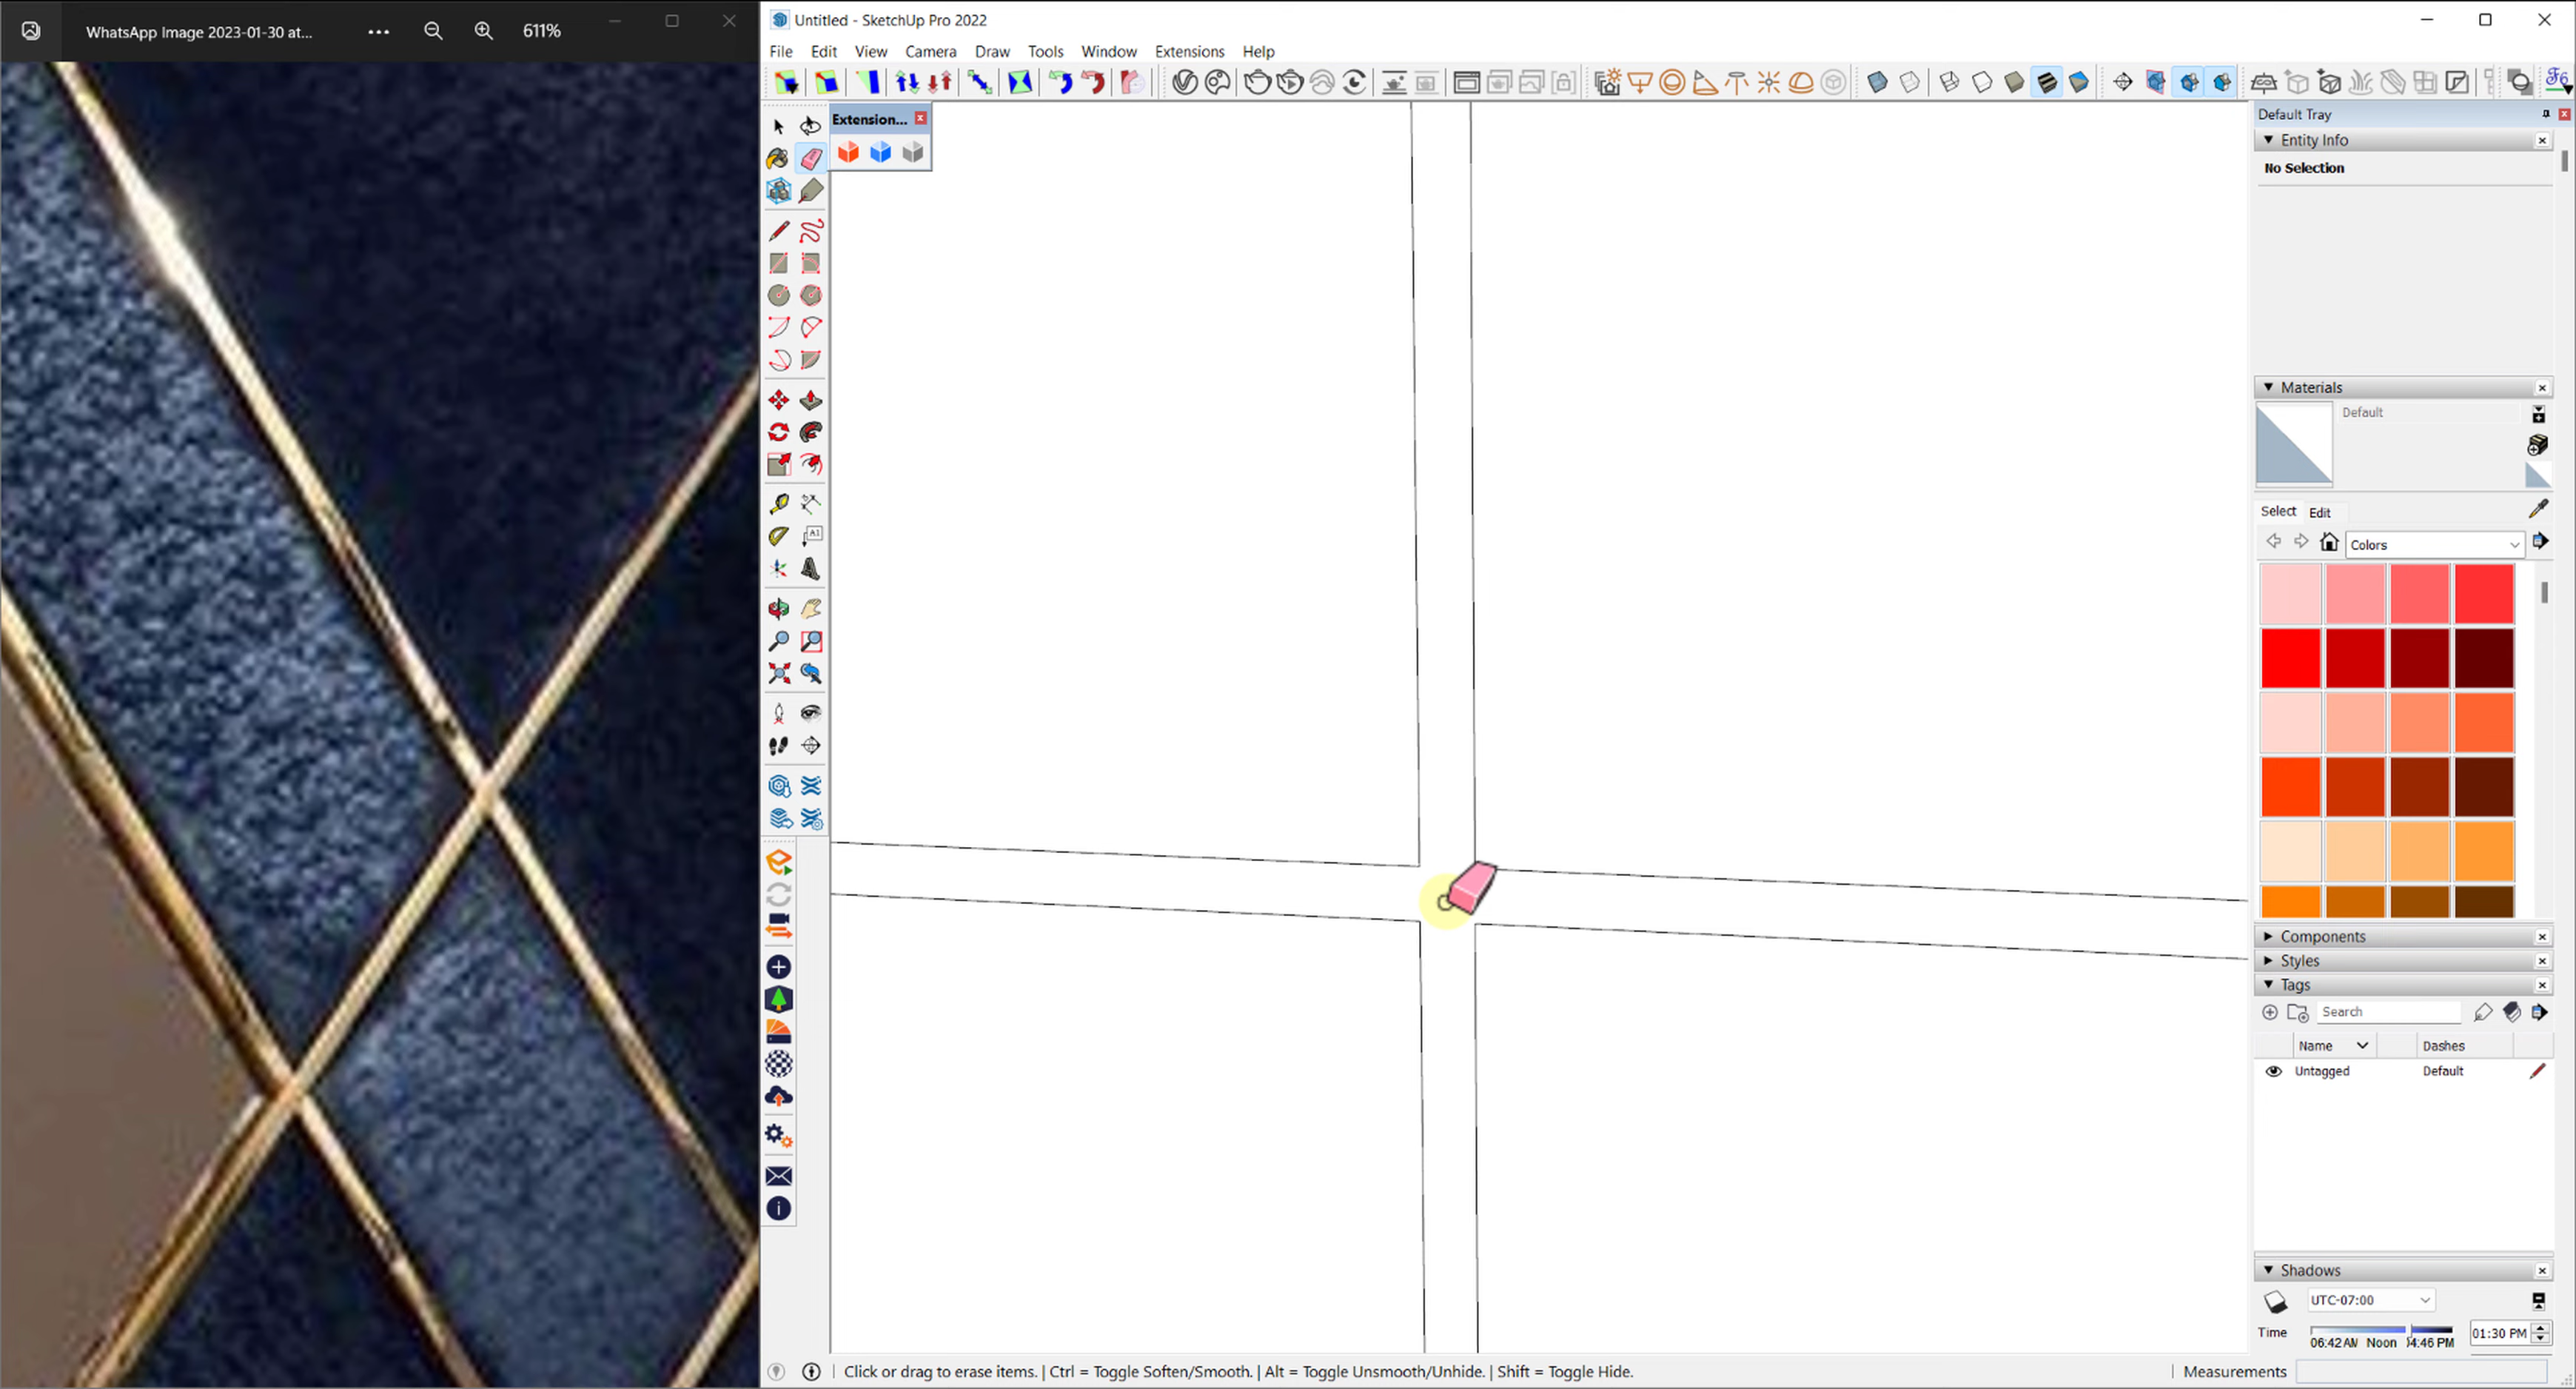 WhatsApp Image 2023-01-30 at...
611%
Untitled - SketchUp Pro 2022
File Edit View Camera Draw Tools Window Extensions Help
Extension...
Default Tray
Entity Info
No Selection
Materials
Default
Select Edit
Colors
Components
Styles
Tags
Search
Name Dashes
Untagged Default
Shadows
UTC-07:00
Time 06:42 AM Noon 04:46 PM 01:30 PM
Click or drag to erase items. | Ctrl = Toggle Soften/Smooth. | Alt = Toggle Unsmooth/Unhide. | Shift = Toggle Hide.
Measurements